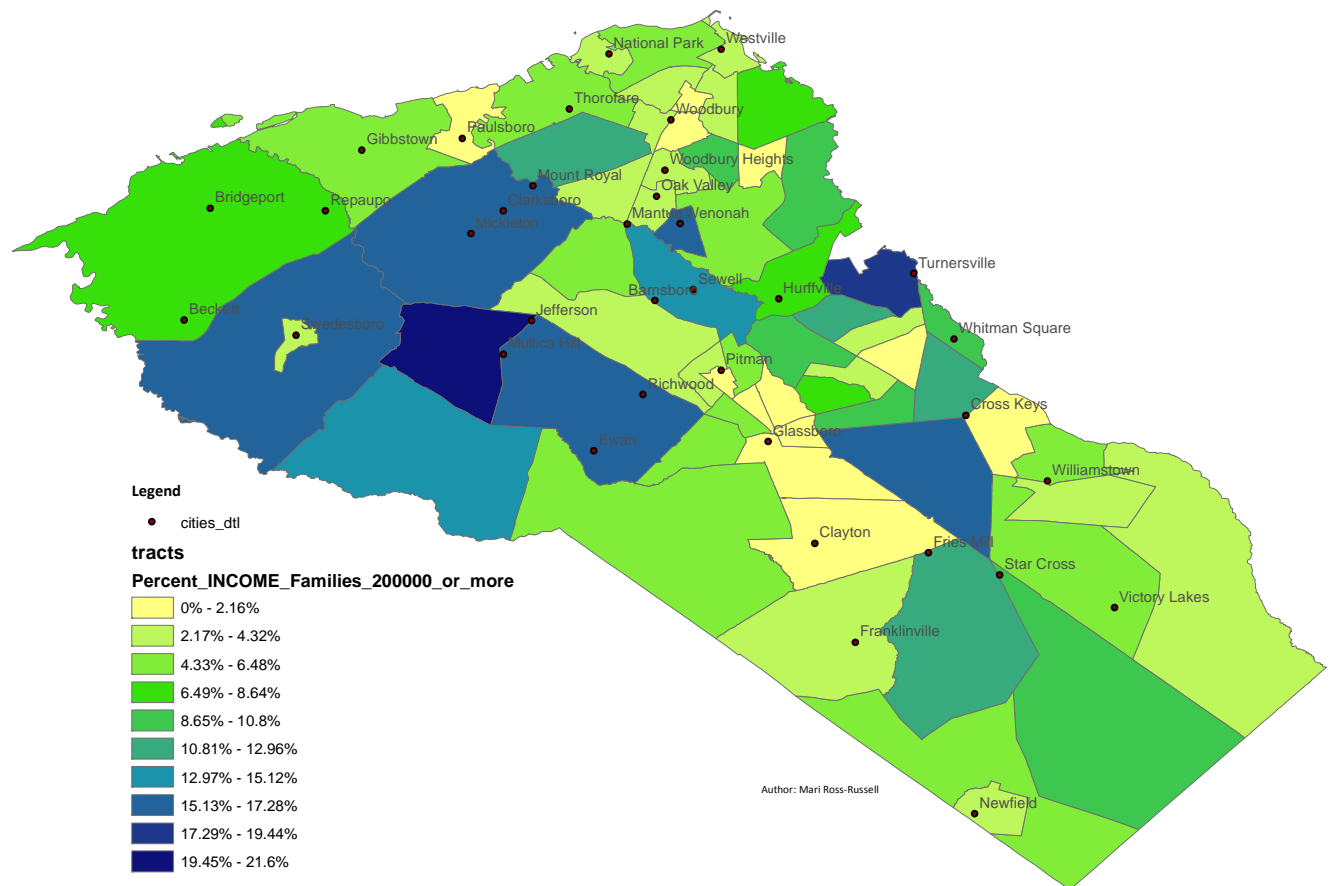 National Park
Westville
Thorofare
Woodbury
Paulsboro
Gibbstown
Woodbury Heights
Mount Royal
Oak Valley
Bridgeport
Repaupo
Clarksboro
Mantua
Wenonah
Mickleton
Turnersville
Sewell
Barnsboro
Hurffville
Beckett
Swedesboro
Jefferson
Whitman Square
Mullica Hill
Pitman
Richwood
Cross Keys
Glassboro
Ewan
Williamstown
Clayton
Fries Mill
Star Cross
Victory Lakes
Franklinville
Newfield
Legend
cities_dtl
tracts
Percent_INCOME_Families_200000_or_more
0% - 2.16%
2.17% - 4.32%
4.33% - 6.48%
6.49% - 8.64%
8.65% - 10.8%
10.81% - 12.96%
12.97% - 15.12%
15.13% - 17.28%
17.29% - 19.44%
19.45% - 21.6%
Author: Mari Ross-Russell